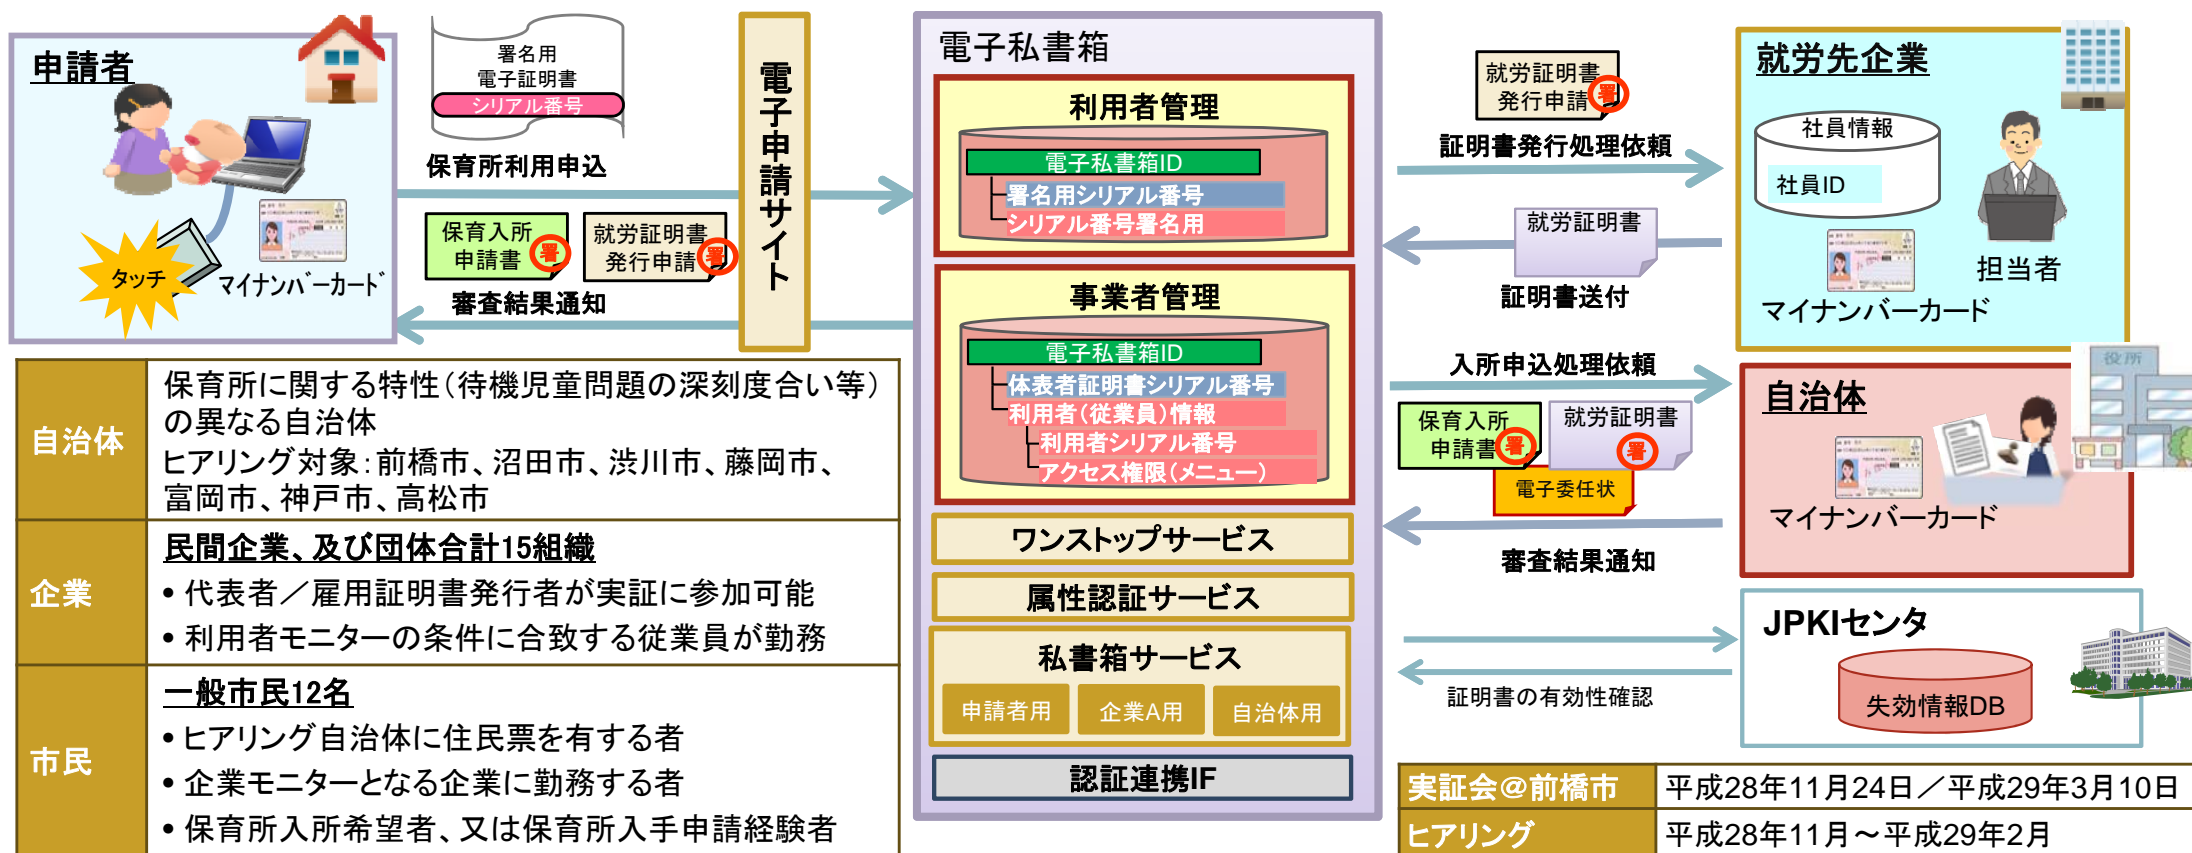 申請者
タッチ
マイナンバーカード
署名用
電子証明書
シリアル番号
保育所利用申込
保育入所
申請書
署
就労証明書
発行申請
署
審査結果通知
電子申請サイト
電子私書箱
利用者管理
電子私書箱ID
署名用シリアル番号
シリアル番号署名用
事業者管理
電子私書箱ID
体表者証明書シリアル番号
利用者(従業員)情報
利用者シリアル番号
アクセス権限(メニュー)
ワンストップサービス
属性認証サービス
私書箱サービス
申請者用
企業A用
自治体用
認証連携IF
就労証明書
発行申請
署
証明書発行処理依頼
就労証明書
証明書送付
入所申込処理依頼
保育入所
申請書
署
就労証明書
署
電子委任状
審査結果通知
証明書の有効性確認
就労先企業
社員情報
社員ID
担当者
マイナンバーカード
役所
自治体
マイナンバーカード
JPKIセンタ
失効情報DB
自治体
保育所に関する特性(待機児童問題の深刻度合い等)
の異なる自治体
ヒアリング対象:前橋市、沼田市、渋川市、藤岡市、
富岡市、神戸市、高松市
企業
民間企業、及び団体合計15組織
• 代表者/雇用証明書発行者が実証に参加可能
• 利用者モニターの条件に合致する従業員が勤務
市民
一般市民12名
• ヒアリング自治体に住民票を有する者
• 企業モニターとなる企業に勤務する者
• 保育所入所希望者、又は保育所入手申請経験者
実証会@前橋市
平成28年11月24日/平成29年3月10日
ヒアリング
平成28年11月~平成29年2月